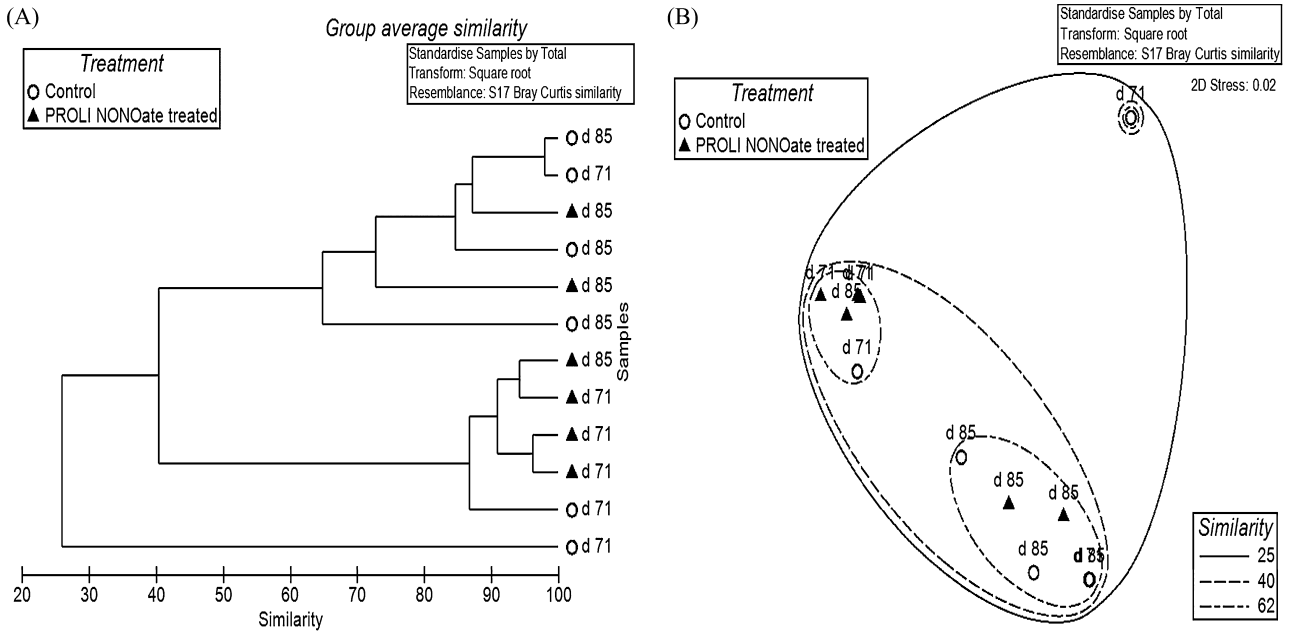 (A)
Group average similarity
Standardise Samples by Total
Transform: Square root
Resemblance: S17 Bray Curtis similarity
Treatment
Control
PROLI NONOate treated
d 85
d 71
d 85
d 85
d 85
d 85
d 85
d 71
d 71
d 71
d 71
d 71
Samples
20 30 40 50 60 70 80 90 100
Similarity
(B)
Standardise Samples by Total
Transform: Square root
Resemblance: S17 Bray Curtis similarity
2D Stress: 0.02
Treatment
Control
PROLI NONOate treated
d 71
d 71 d 71
d 85
d 71
d 85
d 85
d 85
d 85
Similarity
25
40
62